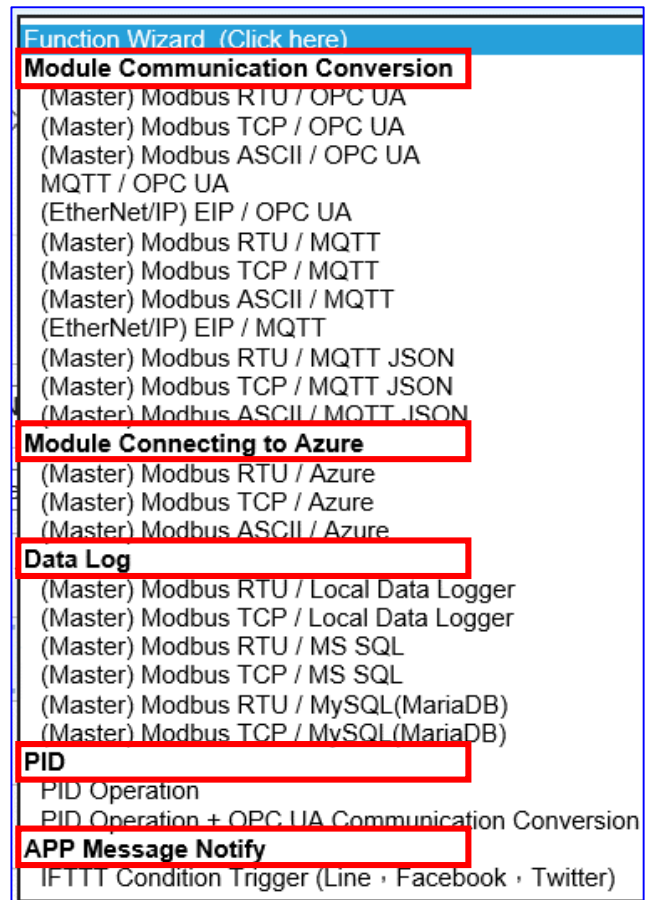 Function Wizard (Click here)
Module Communication Conversion
(Master) Modbus RTU / OPC UA
(Master) Modbus TCP / OPC UA
(Master) Modbus ASCII / OPC UA
MQTT / OPC UA
(EtherNet/IP) EIP / OPC UA
(Master) Modbus RTU / MQTT
(Master) Modbus TCP / MQTT
(Master) Modbus ASCII / MQTT
(EtherNet/IP) EIP / MQTT
(Master) Modbus RTU / MQTT JSON
(Master) Modbus TCP / MQTT JSON
(Master) Modbus ASCII / MQTT JSON
Module Connecting to Azure
(Master) Modbus RTU / Azure
(Master) Modbus TCP / Azure
(Master) Modbus ASCII / Azure
Data Log
(Master) Modbus RTU / Local Data Logger
(Master) Modbus TCP / Local Data Logger
(Master) Modbus RTU / MS SQL
(Master) Modbus TCP / MS SQL
(Master) Modbus RTU / MySQL(MariaDB)
(Master) Modbus TCP / MySQL(MariaDB)
PID
PID Operation
PID Operation + OPC UA Communication Conversion
APP Message Notify
IFTTT Condition Trigger (Line，Facebook，Twitter)